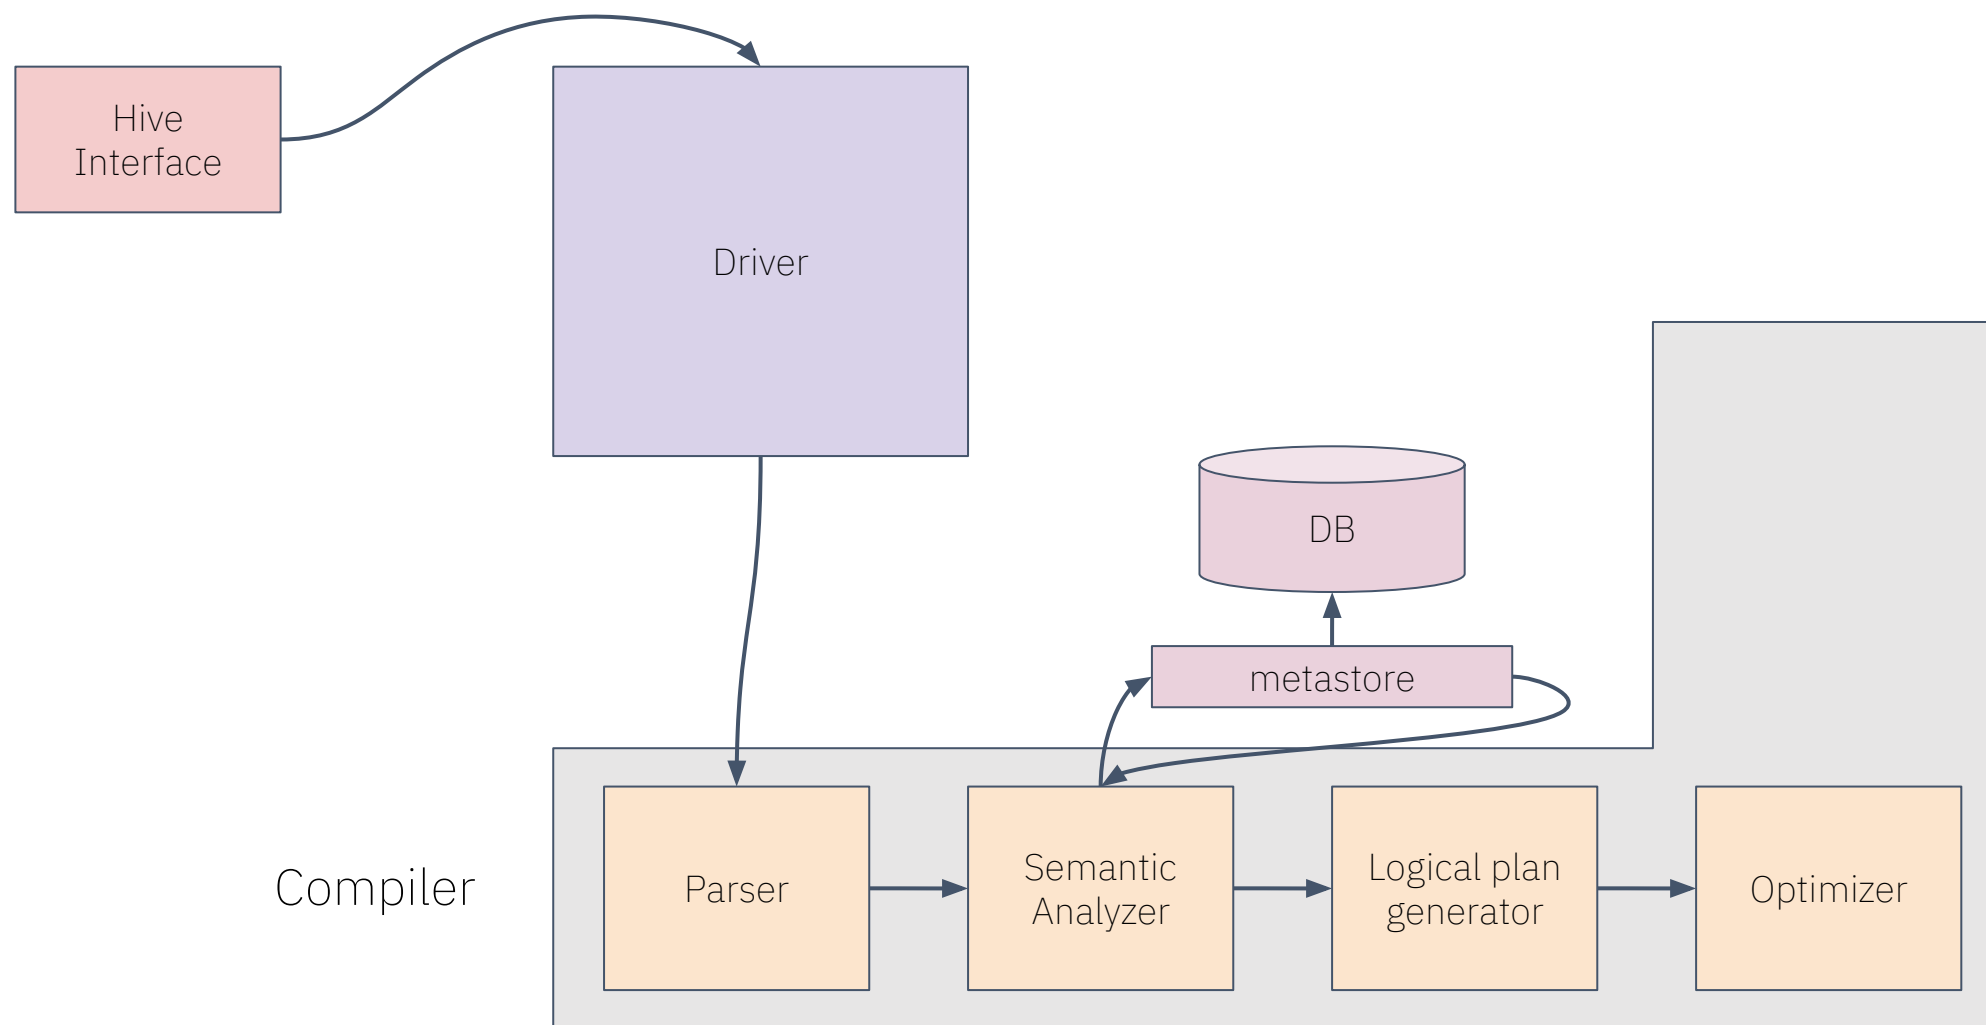 Hive
Interface
Driver
DB
metastore
Compiler
Parser
Semantic
Analyzer
Logical plan
generator
Optimizer